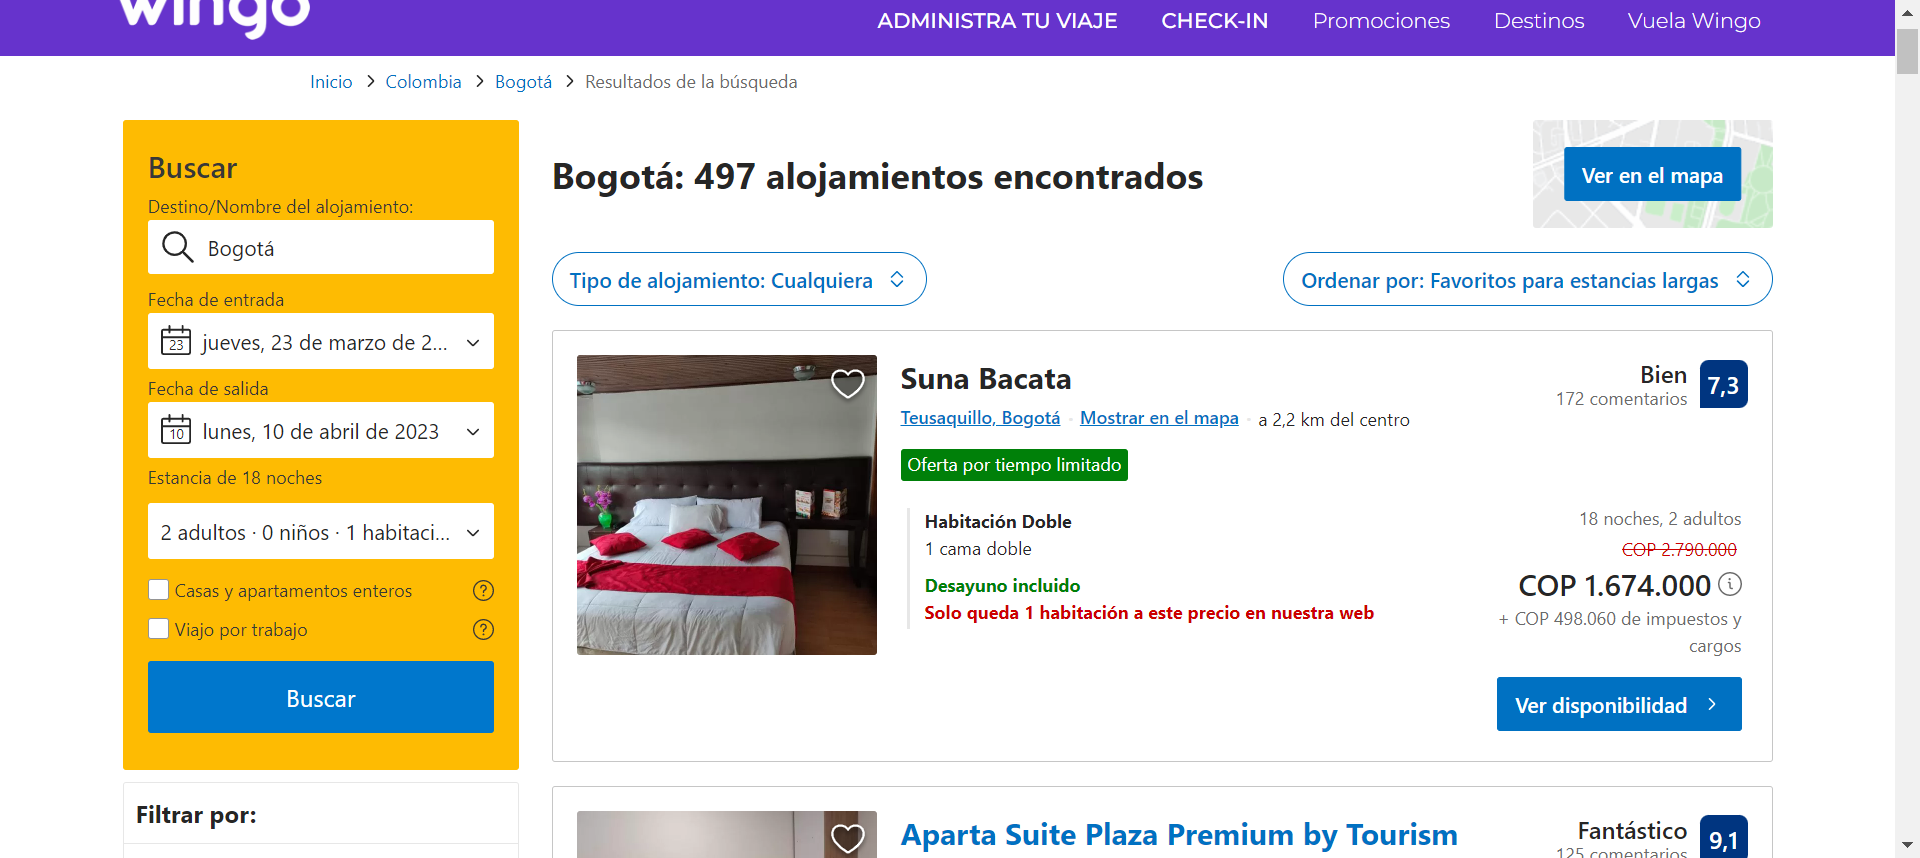 wingo
ADMINISTRA TU VIAJE CHECK-IN Promociones Destinos Vuela Wingo
Inicio Colombia Bogotá Resultados de la búsqueda
Buscar
Destino/Nombre del alojamiento:
Bogotá
Fecha de entrada
23 jueves, 23 de marzo de 2...
Fecha de salida
10 lunes, 10 de abril de 2023
Estancia de 18 noches
2 adultos · 0 niños · 1 habitaci...
Casas y apartamentos enteros ?
Viajo por trabajo ?
Buscar
Filtrar por:
Bogotá: 497 alojamientos encontrados
Ver en el mapa
Tipo de alojamiento: Cualquiera
Ordenar por: Favoritos para estancias largas
Suna Bacata
Teusaquillo, Bogotá · Mostrar en el mapa · a 2,2 km del centro
Oferta por tiempo limitado
Habitación Doble
1 cama doble
Desayuno incluido
Solo queda 1 habitación a este precio en nuestra web
Bien 7,3
172 comentarios
18 noches, 2 adultos
COP 2.790.000
COP 1.674.000
+ COP 498.060 de impuestos y
cargos
Ver disponibilidad
Aparta Suite Plaza Premium by Tourism
Fantástico 9,1
125 comentarios